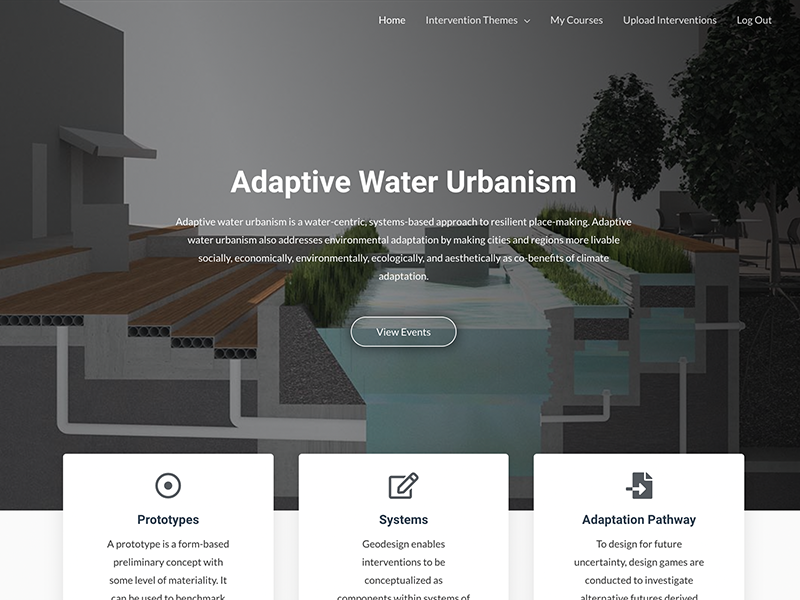 Home Intervention Themes My Courses Upload Interventions Log Out
Adaptive Water Urbanism
Adaptive water urbanism is a water-centric, systems-based approach to resilient place-making. Adaptive
water urbanism also addresses environmental adaptation by making cities and regions more livable
socially, economically, environmentally, ecologically, and aesthetically as co-benefits of climate
adaptation.
View Events
Prototypes
A prototype is a form-based
preliminary concept with
some level of materiality. It
can be used to benchmark
Systems
Geodesign enables
interventions to be
conceptualized as
components within systems of
Adaptation Pathway
To design for future
uncertainty, design games are
conducted to investigate
alternative futures derived